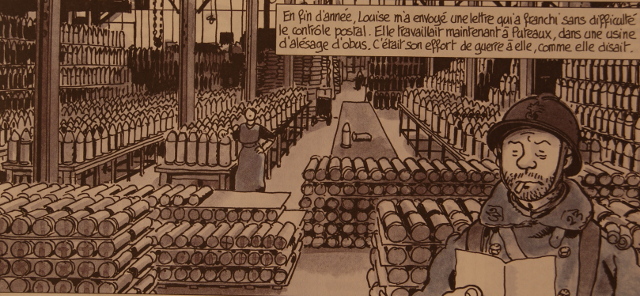 En fin d'année, Louise m'a envoyé une lettre qui a franchi sans difficulté
le contrôle postal. Elle travaillait maintenant à Puteaux, dans une usine
d'alésage d'obus. C'était son effort de guerre à elle, comme elle disait.